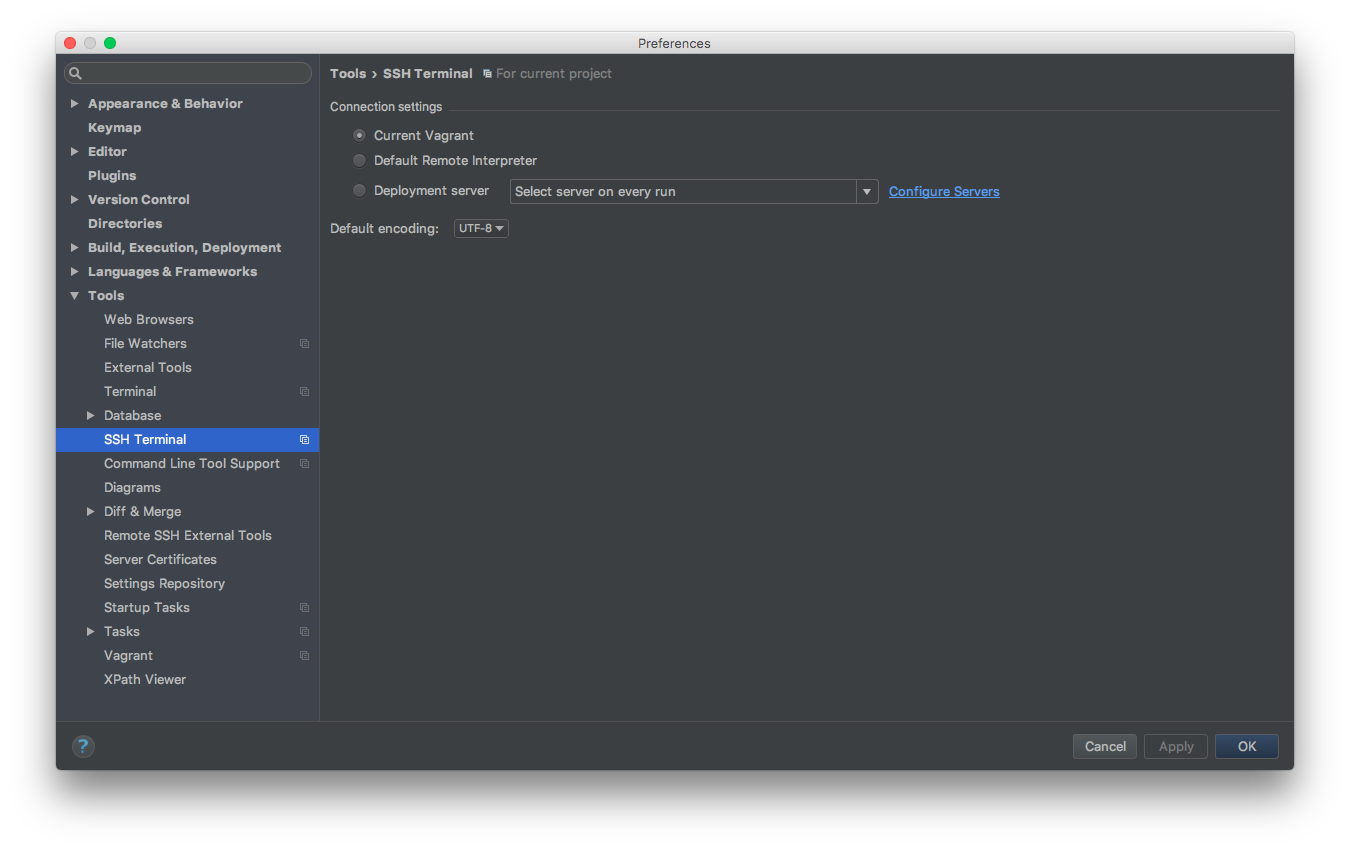 Preferences
Appearance & Behavior
Keymap
Editor
Plugins
Version Control
Directories
Build, Execution, Deployment
Languages & Frameworks
Tools
Web Browsers
File Watchers
External Tools
Terminal
Database
SSH Terminal
Command Line Tool Support
Diagrams
Diff & Merge
Remote SSH External Tools
Server Certificates
Settings Repository
Startup Tasks
Tasks
Vagrant
XPath Viewer
Tools › SSH Terminal For current project
Connection settings
Current Vagrant
Default Remote Interpreter
Deployment server Select server on every run Configure Servers
Default encoding: UTF-8
? Cancel Apply OK